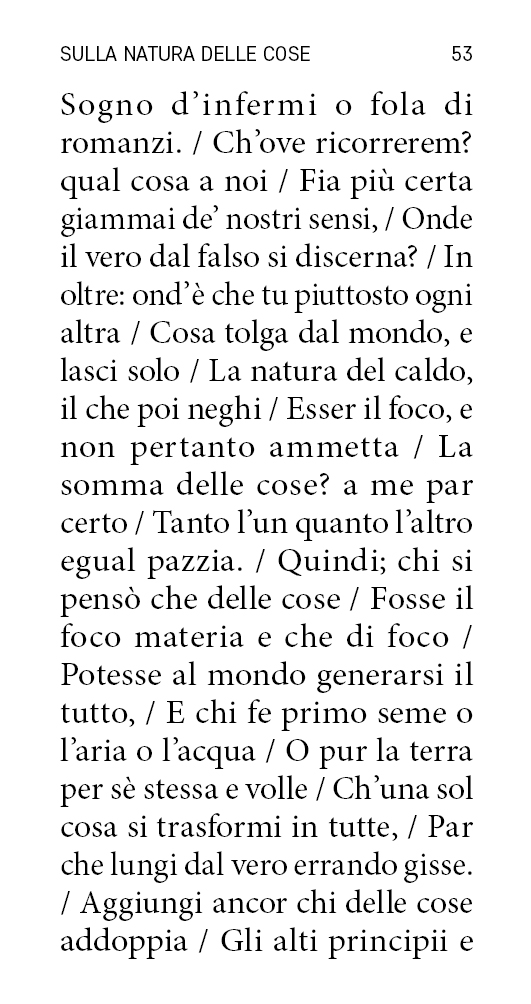 SULLA NATURA DELLE COSE 53
Sogno d’infermi o fola di
romanzi. / Ch’ove ricorrerem?
qual cosa a noi / Fia più certa
giammai de’ nostri sensi, / Onde
il vero dal falso si discerna? / In
oltre: ond’è che tu piuttosto ogni
altra / Cosa tolga dal mondo, e
lasci solo / La natura del caldo,
il che poi neghi / Esser il foco, e
non pertanto ammetta / La
somma delle cose? a me par
certo / Tanto l’un quanto l’altro
egual pazzia. / Quindi; chi si
pensò che delle cose / Fosse il
foco materia e che di foco /
Potesse al mondo generarsi il
tutto, / E chi fe primo seme o
l’aria o l’acqua / O pur la terra
per sè stessa e volle / Ch’una sol
cosa si trasformi in tutte, / Par
che lungi dal vero errando gisse.
/ Aggiungi ancor chi delle cose
addoppia / Gli alti principii e